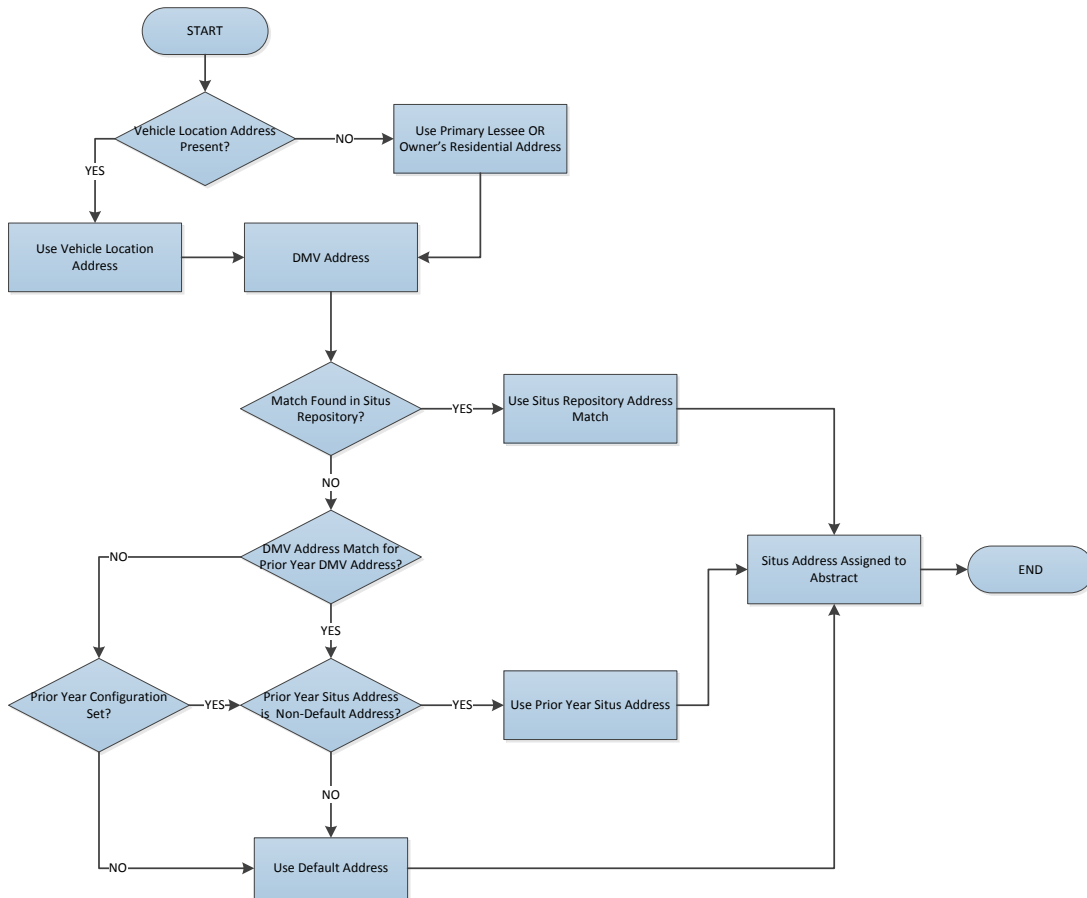 START
Vehicle Location Address
Present?
NO
Use Primary Lessee OR
Owner's Residential Address
YES
Use Vehicle Location
Address
DMV Address
Match Found in Situs
Repository?
YES
Use Situs Repository Address
Match
NO
DMV Address Match for
Prior Year DMV Address?
NO
Situs Address Assigned to
Abstract
END
YES
Prior Year Configuration
Set?
YES
Prior Year Situs Address
is Non-Default Address?
YES
Use Prior Year Situs Address
NO
NO
Use Default Address